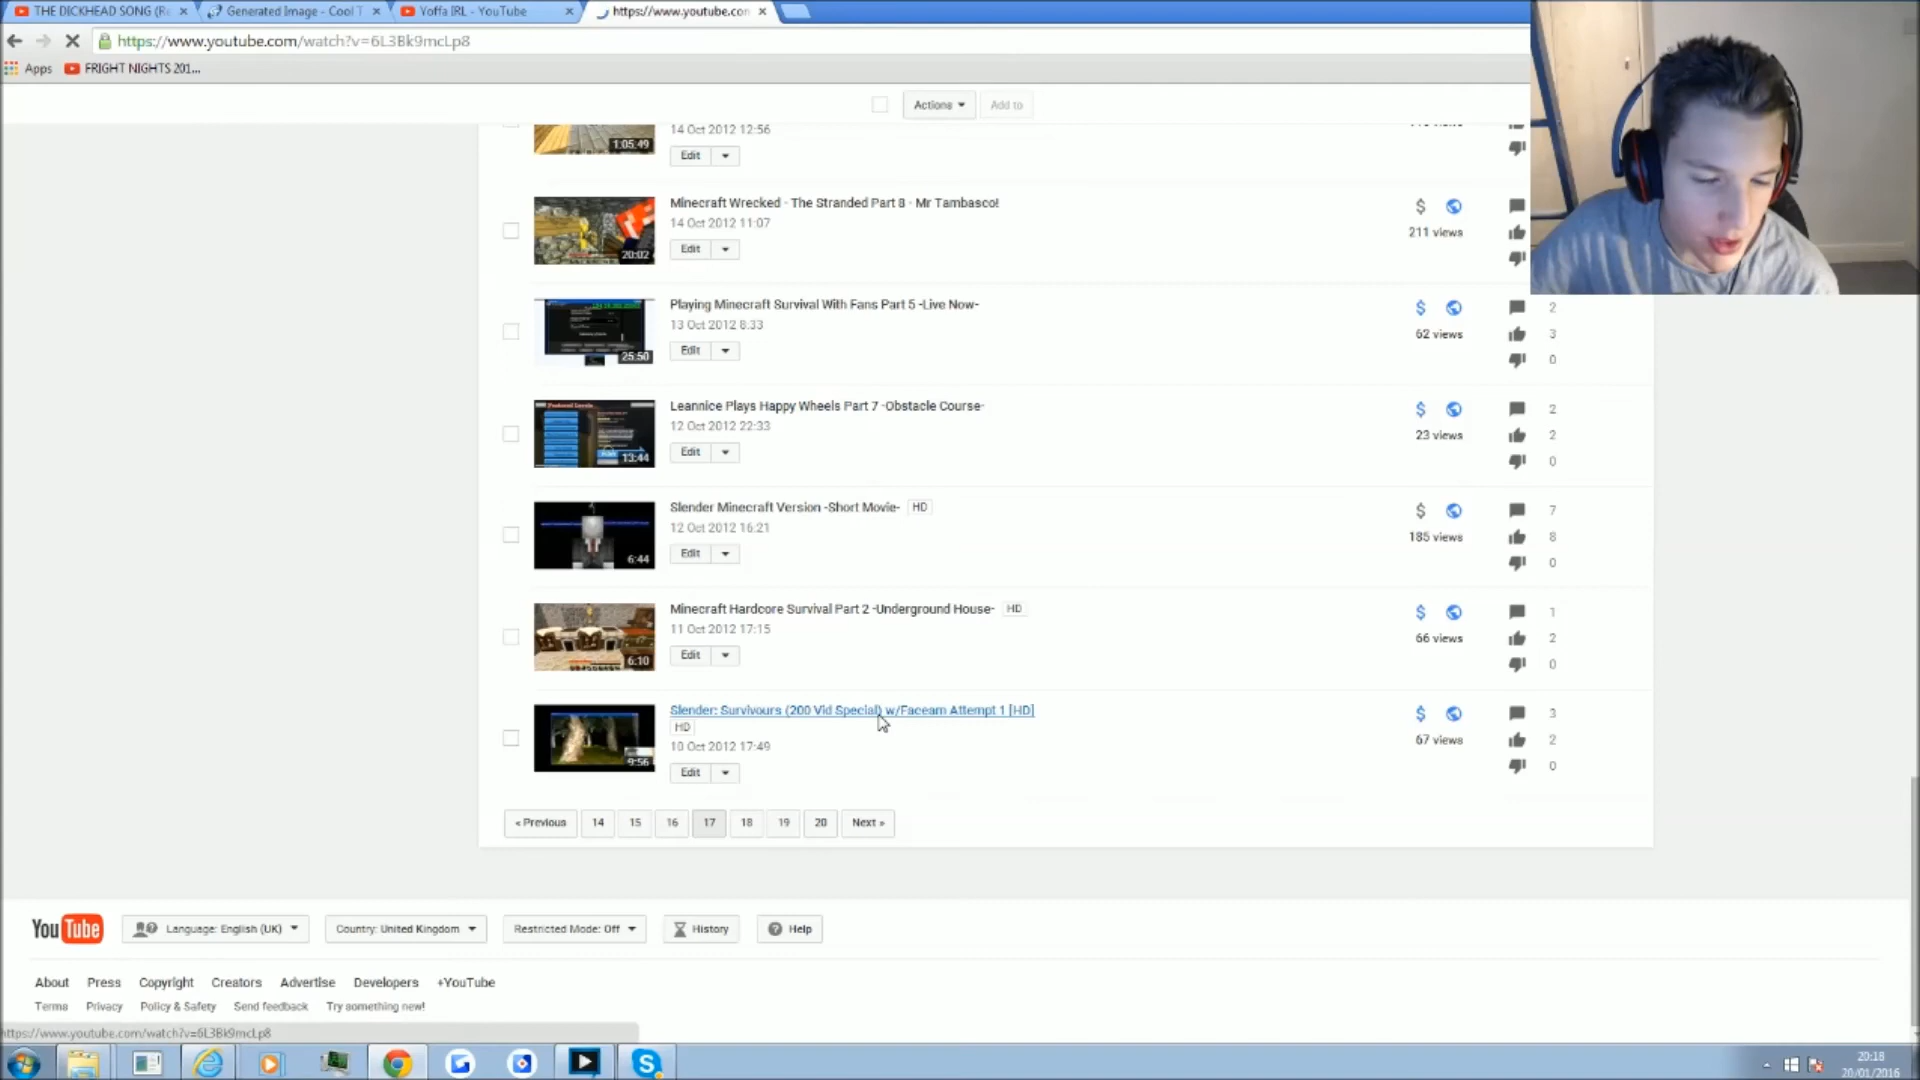 THE DICKHEAD SONG (Re
Generated Image - Cool T
Yoffa IRL - YouTube
https://www.youtube.con
https://www.youtube.com/watch?v=6L3Bk9mcLp8
Apps
FRIGHT NIGHTS 201...
Actions
Add to
1:05:49
14 Oct 2012 12:56
Edit
20:02
Minecraft Wrecked - The Stranded Part 8 - Mr Tambasco!
14 Oct 2012 11:07
Edit
$
211 views
25:50
Playing Minecraft Survival With Fans Part 5 -Live Now-
13 Oct 2012 8:33
Edit
$
62 views
2
3
0
13:44
Leannice Plays Happy Wheels Part 7 -Obstacle Course-
12 Oct 2012 22:33
Edit
$
23 views
2
2
0
6:44
Slender Minecraft Version -Short Movie- HD
12 Oct 2012 16:21
Edit
$
185 views
7
8
0
6:10
Minecraft Hardcore Survival Part 2 -Underground House- HD
11 Oct 2012 17:15
Edit
$
66 views
1
2
0
9:56
Slender: Survivours (200 Vid Special) w/Faceam Attempt 1 [HD]
HD
10 Oct 2012 17:49
Edit
$
67 views
3
2
0
« Previous 14 15 16 17 18 19 20 Next »
YouTube
Language: English (UK)
Country: United Kingdom
Restricted Mode: Off
History
Help
About Press Copyright Creators Advertise Developers +YouTube
Terms Privacy Policy & Safety Send feedback Try something new!
https://www.youtube.com/watch?v=6L3Bk9mcLp8
20:18
20/01/2016